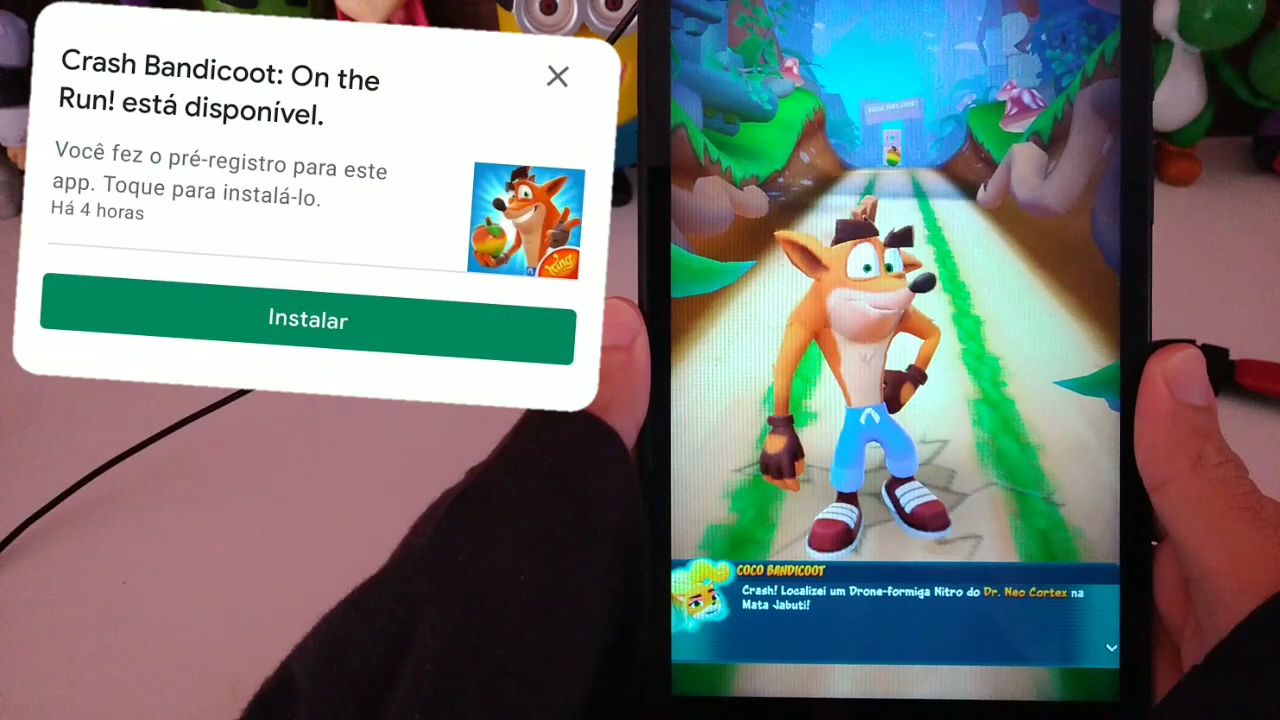 Crash Bandicoot: On the
Run! está disponível.
Você fez o pré-registro para este
app. Toque para instalá-lo.
Há 4 horas
King
Instalar
COCO BANDICOOT
Crash! Localizei um Drone-formiga Nitro do Dr. Neo Cortex na
Mata Jabuti!